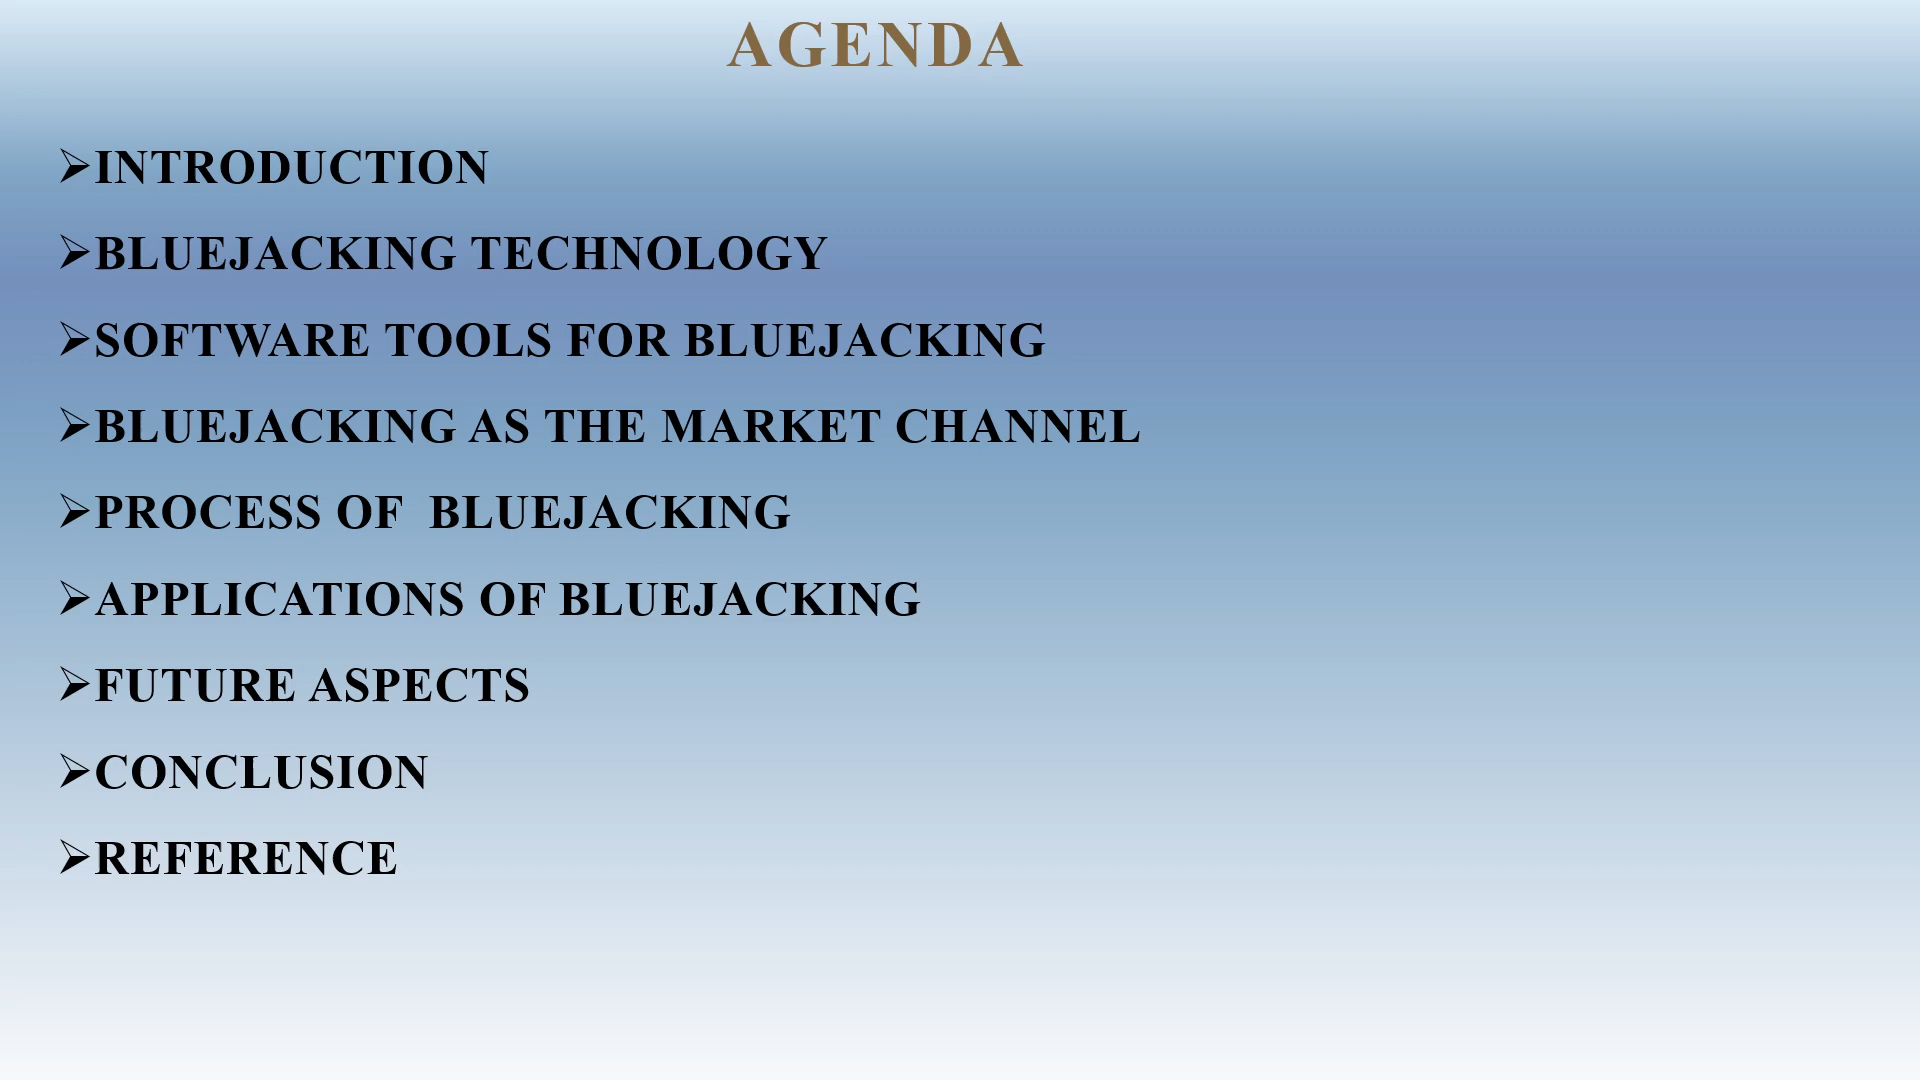 AGENDA
➢INTRODUCTION
➢BLUEJACKING TECHNOLOGY
➢SOFTWARE TOOLS FOR BLUEJACKING
➢BLUEJACKING AS THE MARKET CHANNEL
➢PROCESS OF  BLUEJACKING
➢APPLICATIONS OF BLUEJACKING
➢FUTURE ASPECTS
➢CONCLUSION
➢REFERENCE